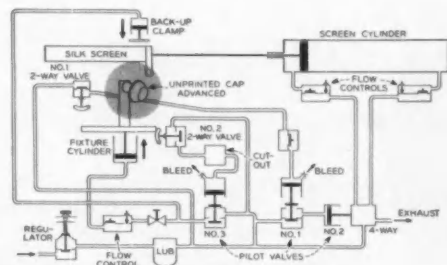 BACK-UP
CLAMP
SCREEN CYLINDER
SILK SCREEN
NO.1
2-WAY VALVE
UNPRINTED CAP
ADVANCED
FLOW
CONTROLS
NO. 2
2-WAY VALVE
FIXTURE
CYLINDER
CUT-
OUT
BLEED
BLEED
EXHAUST
REGU-
LATOR
LUB
NO.3
NO.1
NO.2
4-WAY
FLOW
CONTROL
PILOT VALVES